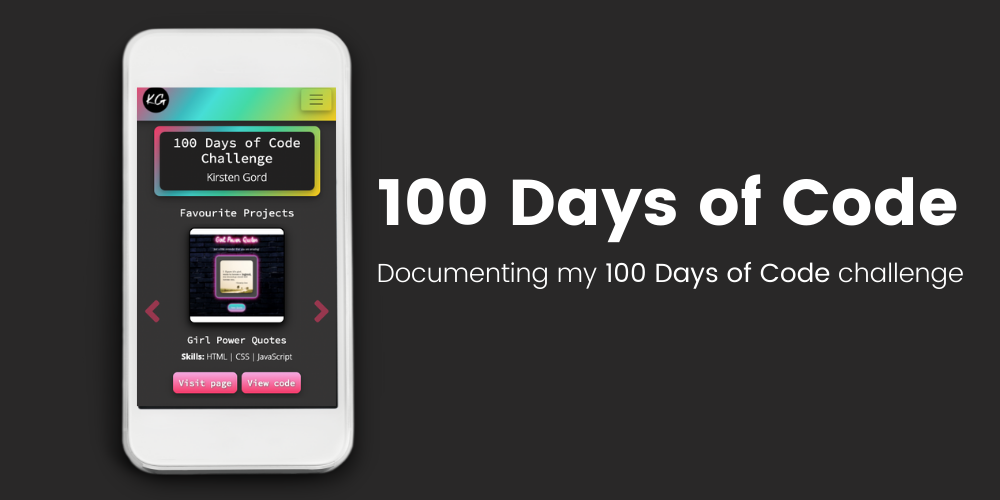 KG
100 Days of Code
Challenge
Kirsten Gord
Favourite Projects
Girl Power Quotes
Girl Power Quotes
Skills: HTML | CSS | JavaScript
Visit page
View code
100 Days of Code
Documenting my 100 Days of Code challenge